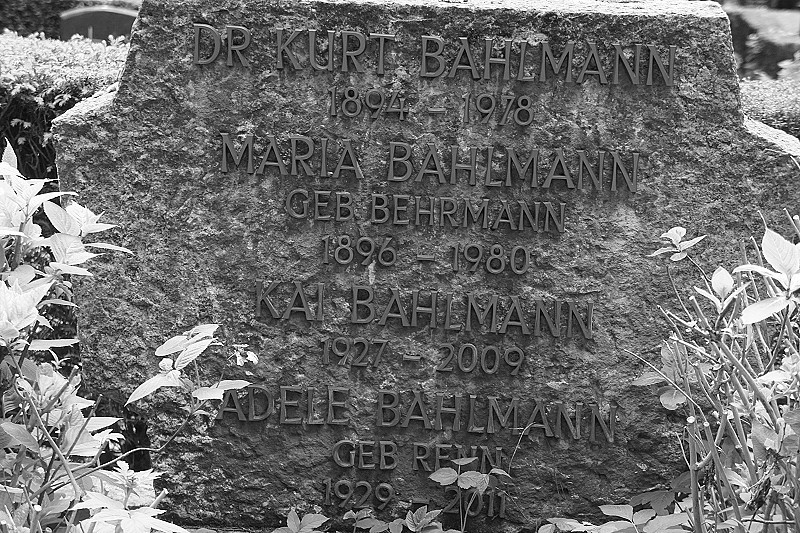 DR KURT BAHLMANN
1894 – 1978
MARIA BAHLMANN
GEB BEHRMANN
1896 – 1980
KAI BAHLMANN
1927 – 2009
ADELE BAHLMANN
GEB
1929 – 2011